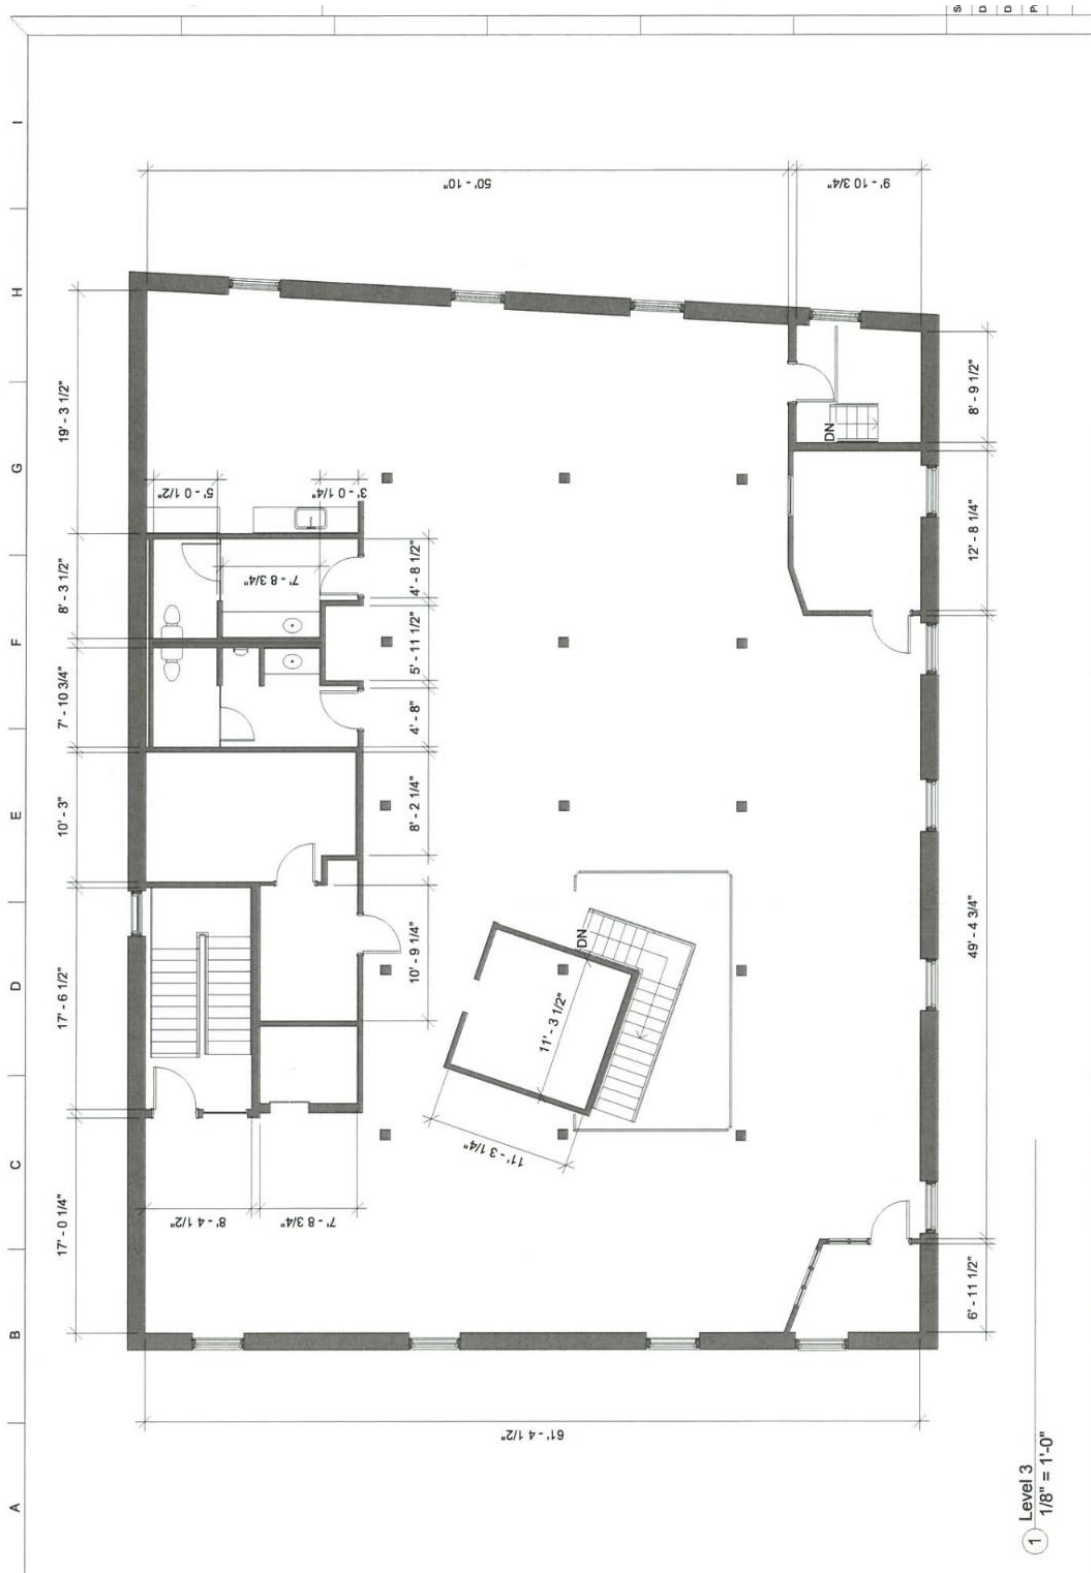 S
D
D
P
I
H
G
F
E
D
C
B
A
50' - 10"
9' - 10 3/4"
19' - 3 1/2"
8' - 3 1/2"
7' - 10 3/4"
10' - 3"
17' - 6 1/2"
17' - 0 1/4"
5' - 0 1/2"
3' - 0 1/4"
7' - 8 3/4"
4' - 8 1/2"
5' - 11 1/2"
4' - 8"
8' - 2 1/4"
10' - 9 1/4"
8' - 4 1/2"
7' - 8 3/4"
DN
11' - 3 1/2"
11' - 3 1/4"
DN
8' - 9 1/2"
12' - 8 1/4"
49' - 4 3/4"
6' - 11 1/2"
61' - 4 1/2"
1
Level 3
1/8" = 1'-0"